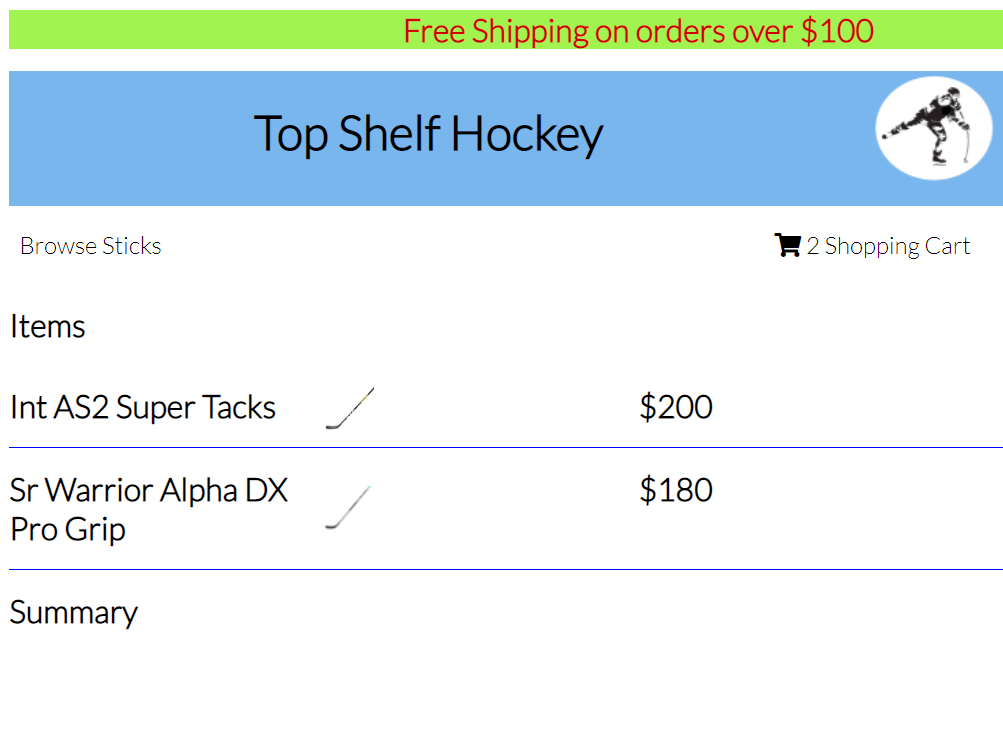 Free Shipping on orders over $100
Top Shelf Hockey
Browse Sticks
2 Shopping Cart
Items
Int AS2 Super Tacks
$200
Sr Warrior Alpha DX
Pro Grip
$180
Summary